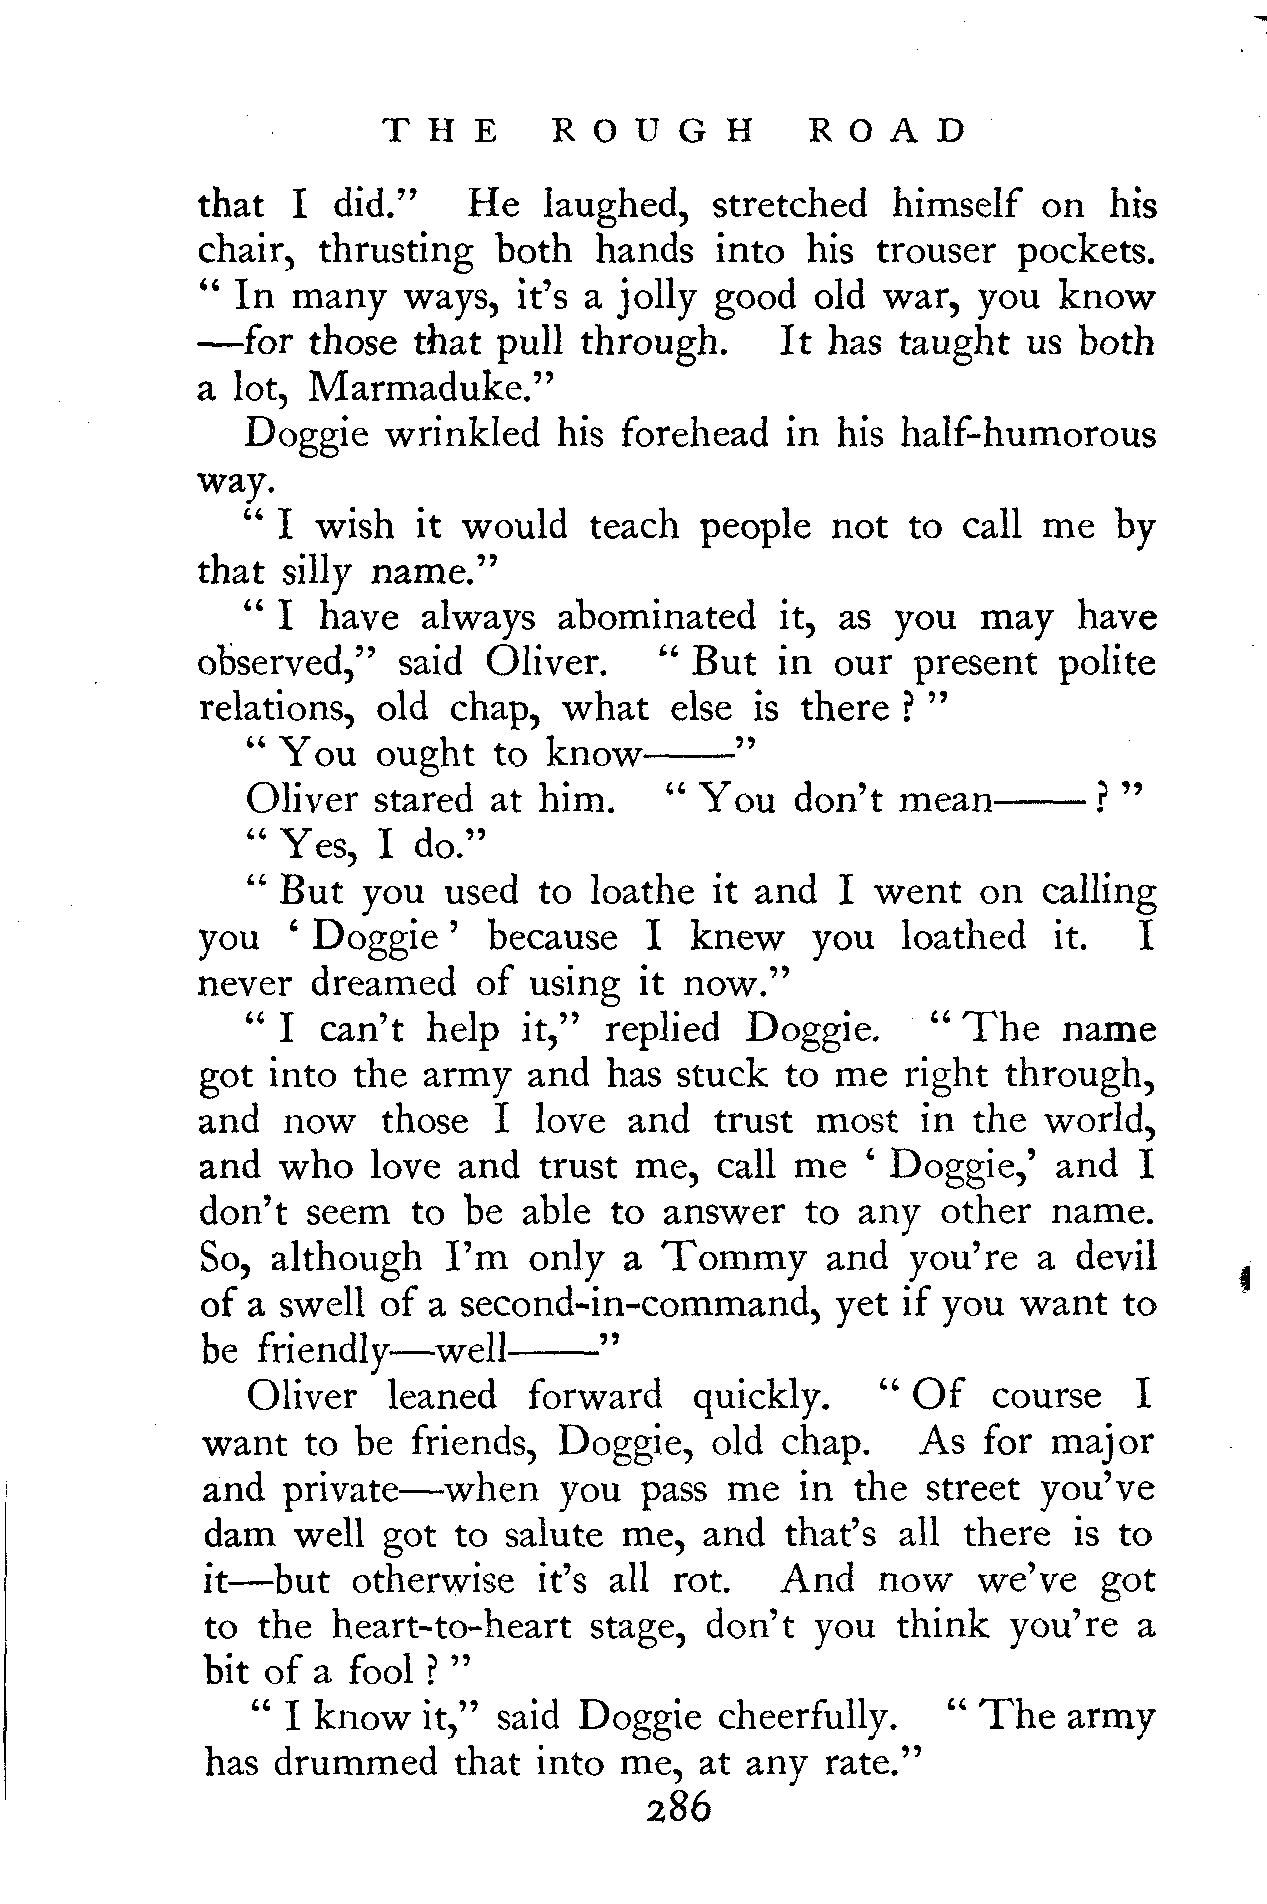 THE ROUGH ROAD
that I did." He laughed, stretched himself on his
chair, thrusting both hands into his trouser pockets.
" In many ways, it's a jolly good old war, you know
—for those that pull through. It has taught us both
a lot, Marmaduke."
Doggie wrinkled his forehead in his half-humorous
way.
" I wish it would teach people not to call me by
that silly name."
" I have always abominated it, as you may have
observed," said Oliver. " But in our present polite
relations, old chap, what else is there ? "
" You ought to know——"
Oliver stared at him. " You don't mean—— ? "
" Yes, I do."
" But you used to loathe it and I went on calling
you ' Doggie ' because I knew you loathed it. I
never dreamed of using it now."
" I can't help it," replied Doggie. " The name
got into the army and has stuck to me right through,
and now those I love and trust most in the world,
and who love and trust me, call me ' Doggie,' and I
don't seem to be able to answer to any other name.
So, although I'm only a Tommy and you're a devil
of a swell of a second-in-command, yet if you want to
be friendly—well——"
Oliver leaned forward quickly. " Of course I
want to be friends, Doggie, old chap. As for major
and private—when you pass me in the street you've
dam well got to salute me, and that's all there is to
it—but otherwise it's all rot. And now we've got
to the heart-to-heart stage, don't you think you're a
bit of a fool ? "
" I know it," said Doggie cheerfully. " The army
has drummed that into me, at any rate."
286